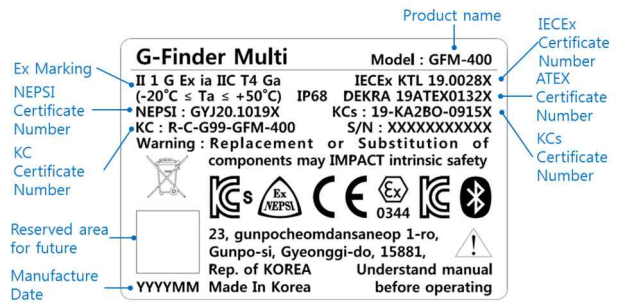 Product name
IECEx
Certificate
Number
ATEX
Certificate
Number
KCs
Certificate
Number
Ex Marking
NEPSI
Certificate
Number
KC
Certificate
Number
Reserved area
for future
Manufacture
Date
G-Finder Multi Model : GFM-400
II 1 G Ex ia IIC T4 Ga IECEx KTL 19.0028X
(-20˚C ≤ Ta ≤ +50˚C) IP68 DEKRA 19ATEX0132X
NEPSI : GYJ20.1019X KCs : 19-KA2BO-0915X
KC : R-C-G99-GFM-400 S/N : XXXXXXXXXXX
Warning : Replacement or Substitution of
components may IMPACT intrinsic safety
KC s Ex NEPSI CE Ex 0344 KC
23, gunpocheomdansaneop 1-ro,
Gunpo-si, Gyeonggi-do, 15881,
Rep. of KOREA Understand manual
YYYYMM Made In Korea before operating